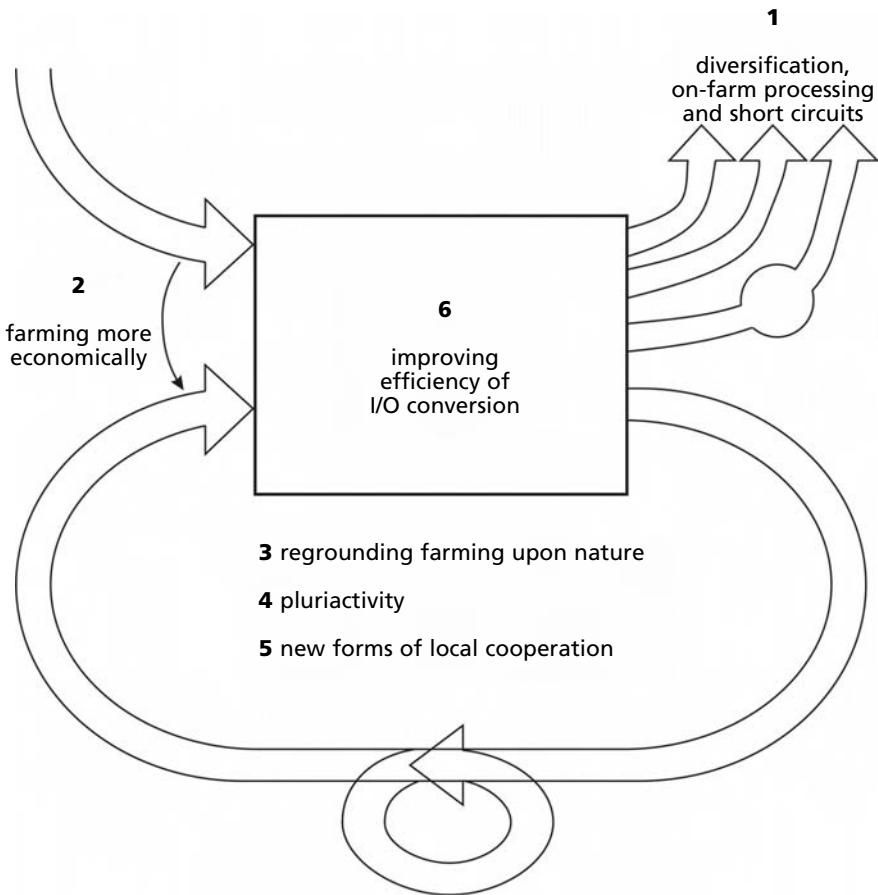 1
diversification,
on-farm processing
and short circuits
2
farming more
economically
6
improving
efficiency of
I/O conversion
3 regrounding farming upon nature
4 pluriactivity
5 new forms of local cooperation